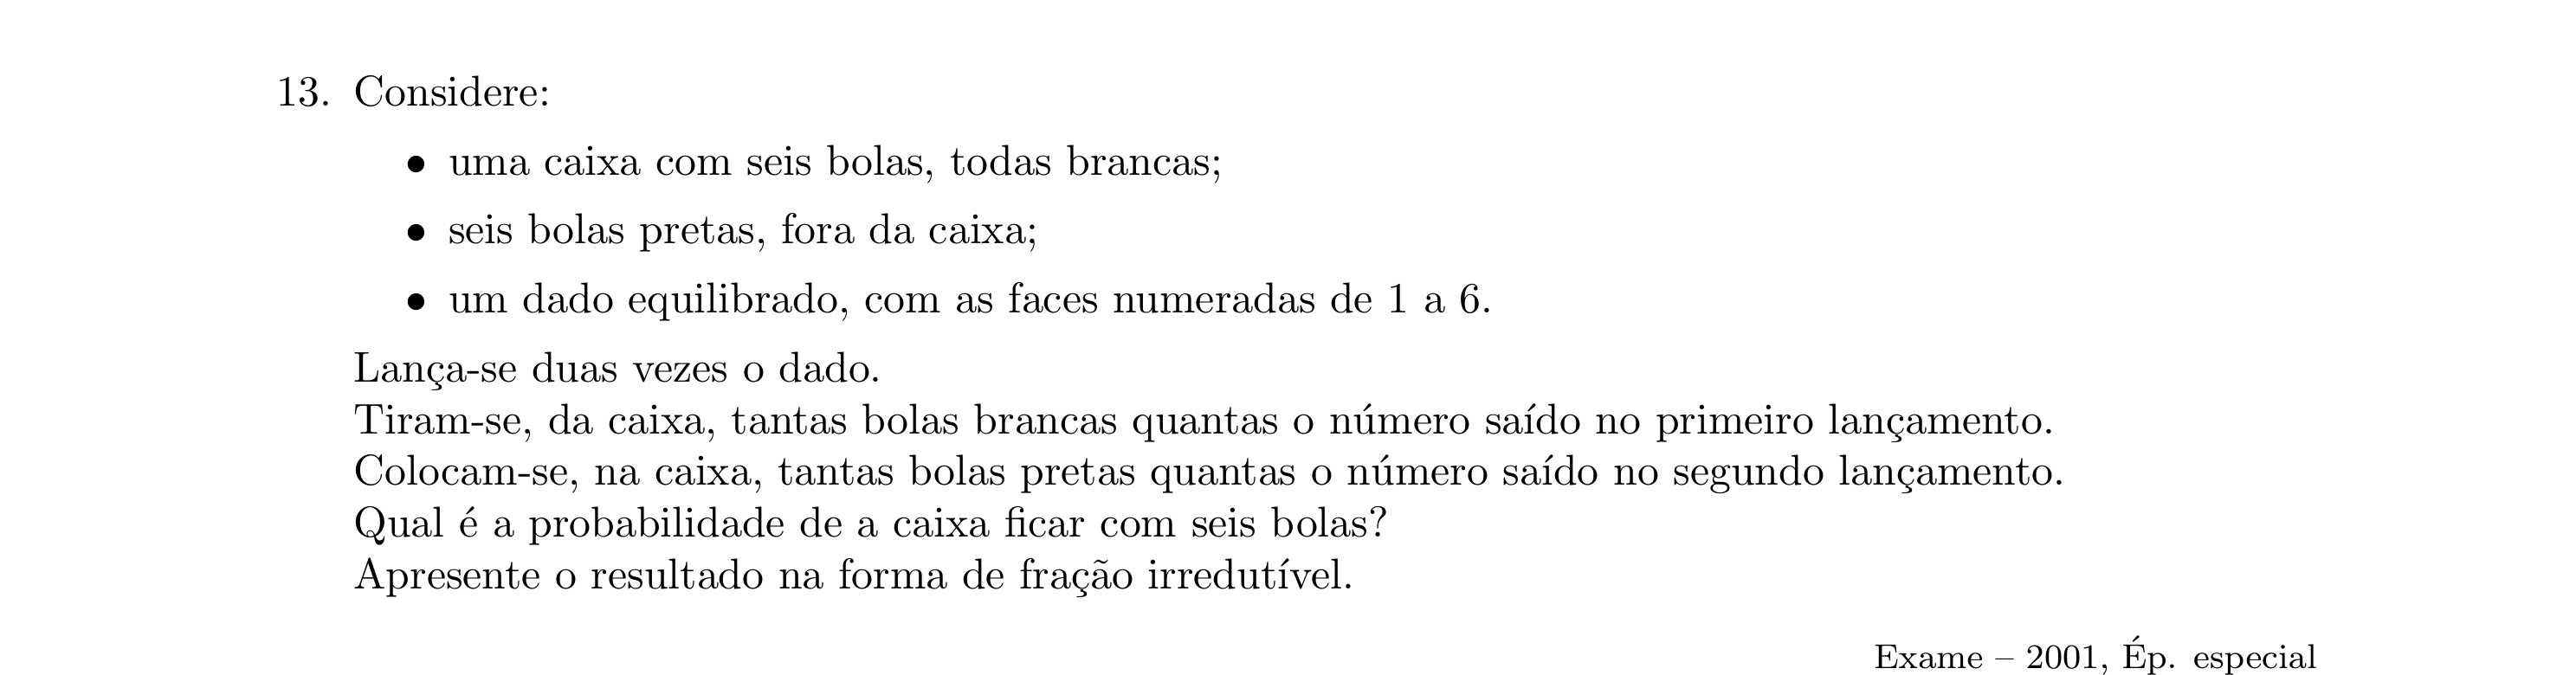 13. Considere:
• uma caixa com seis bolas, todas brancas;
• seis bolas pretas, fora da caixa;
• um dado equilibrado, com as faces numeradas de 1 a 6.
Lança-se duas vezes o dado.
Tiram-se, da caixa, tantas bolas brancas quantas o número saído no primeiro lançamento.
Colocam-se, na caixa, tantas bolas pretas quantas o número saído no segundo lançamento.
Qual é a probabilidade de a caixa ficar com seis bolas?
Apresente o resultado na forma de fração irredutível.
Exame – 2001, Ép. especial